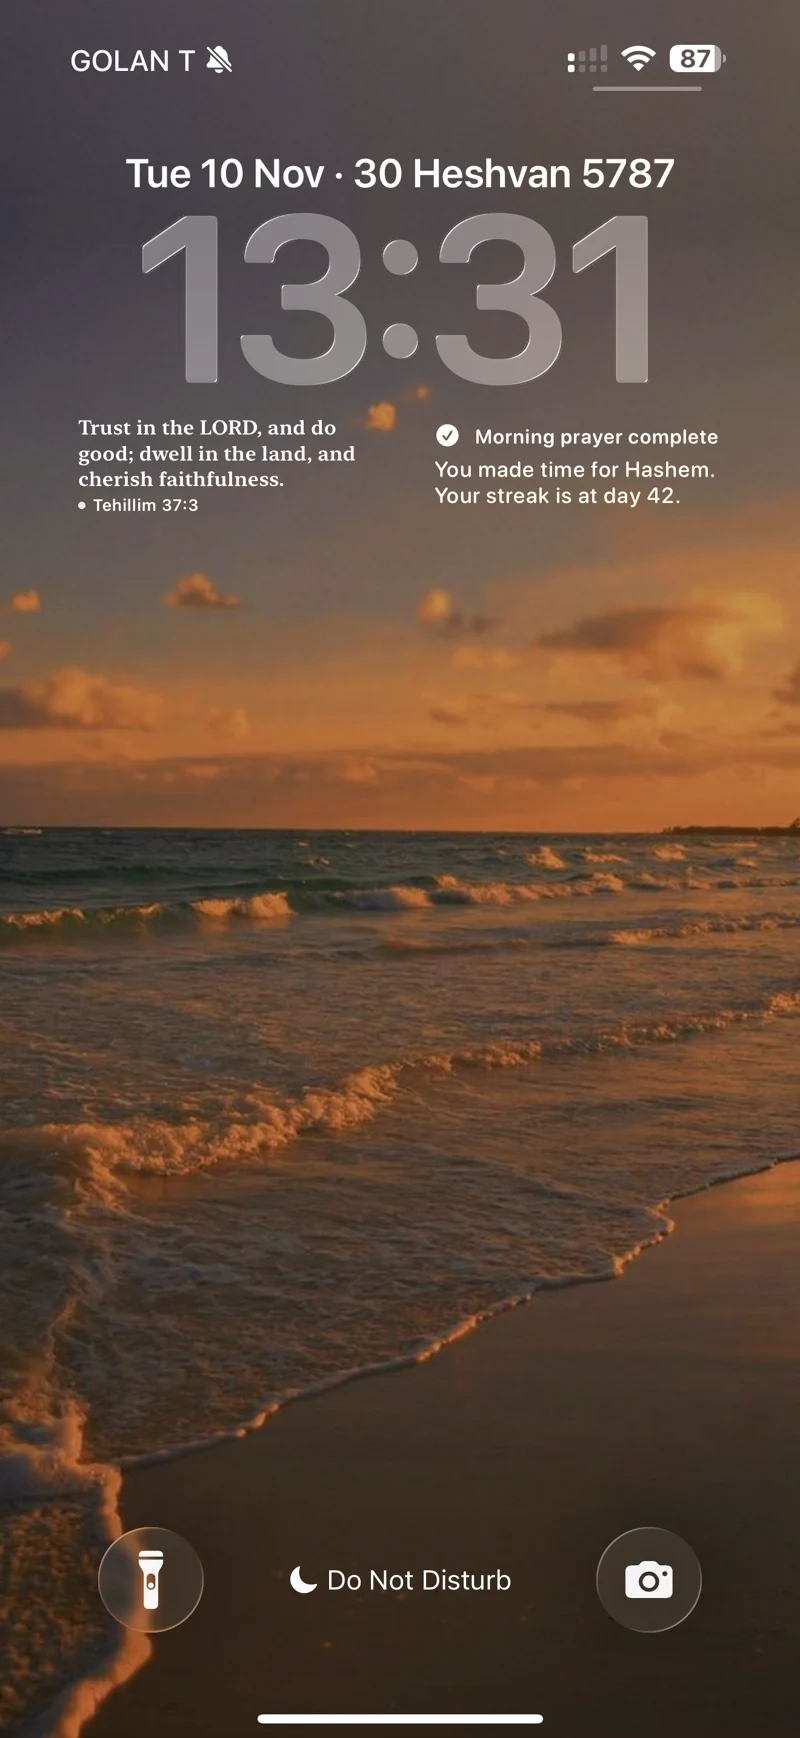 GOLAN T
87
Tue 10 Nov · 30 Heshvan 5787
13:31
Trust in the LORD, and do
good; dwell in the land, and
cherish faithfulness.
• Tehillim 37:3
Morning prayer complete
You made time for Hashem.
Your streak is at day 42.
Do Not Disturb